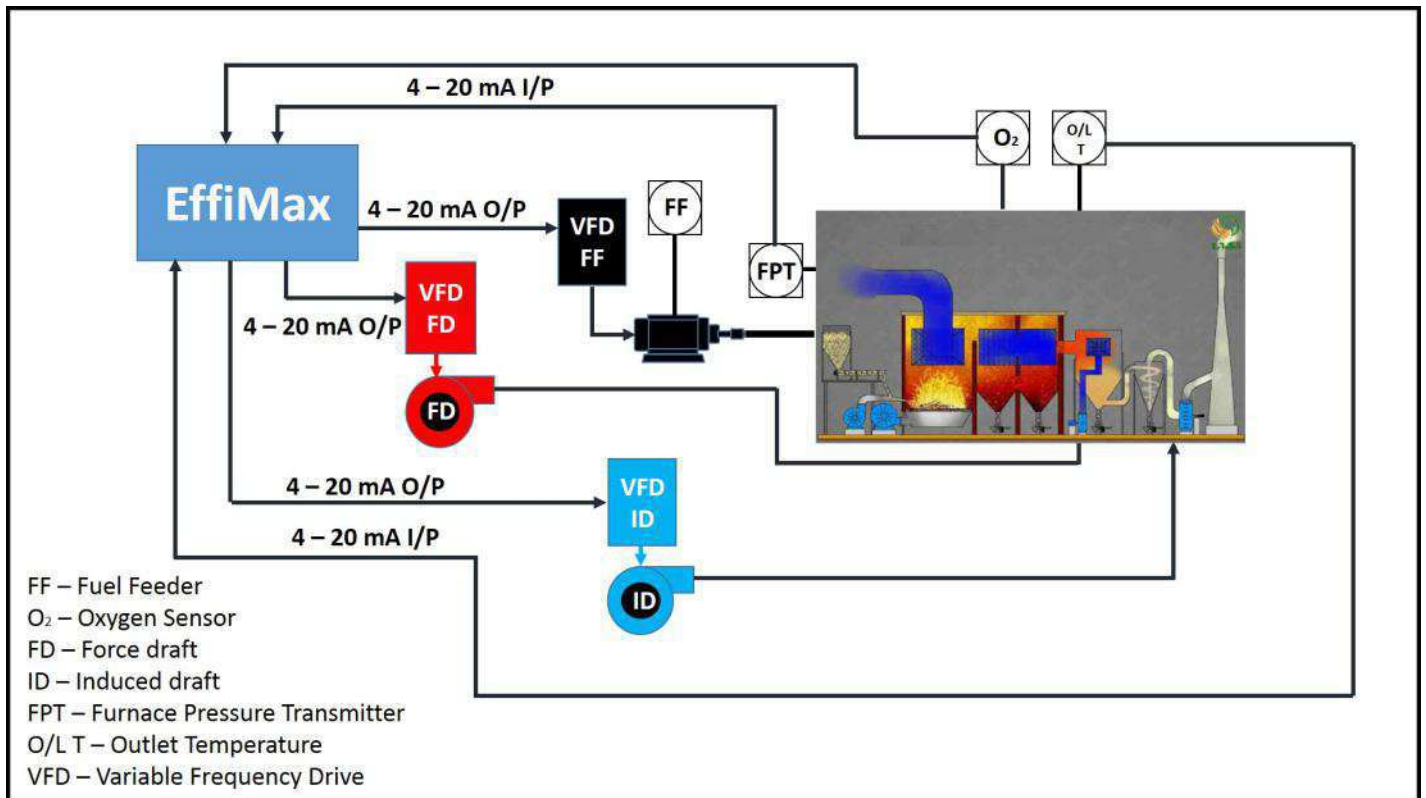 4 – 20 mA I/P
O₂
O/L
T
EffiMax
4 – 20 mA O/P
VFD
FF
FF
FPT
VFD
FD
4 – 20 mA O/P
FD
4 – 20 mA O/P
VFD
ID
4 – 20 mA I/P
ID
FF – Fuel Feeder
O₂ – Oxygen Sensor
FD – Force draft
ID – Induced draft
FPT – Furnace Pressure Transmitter
O/L T – Outlet Temperature
VFD – Variable Frequency Drive